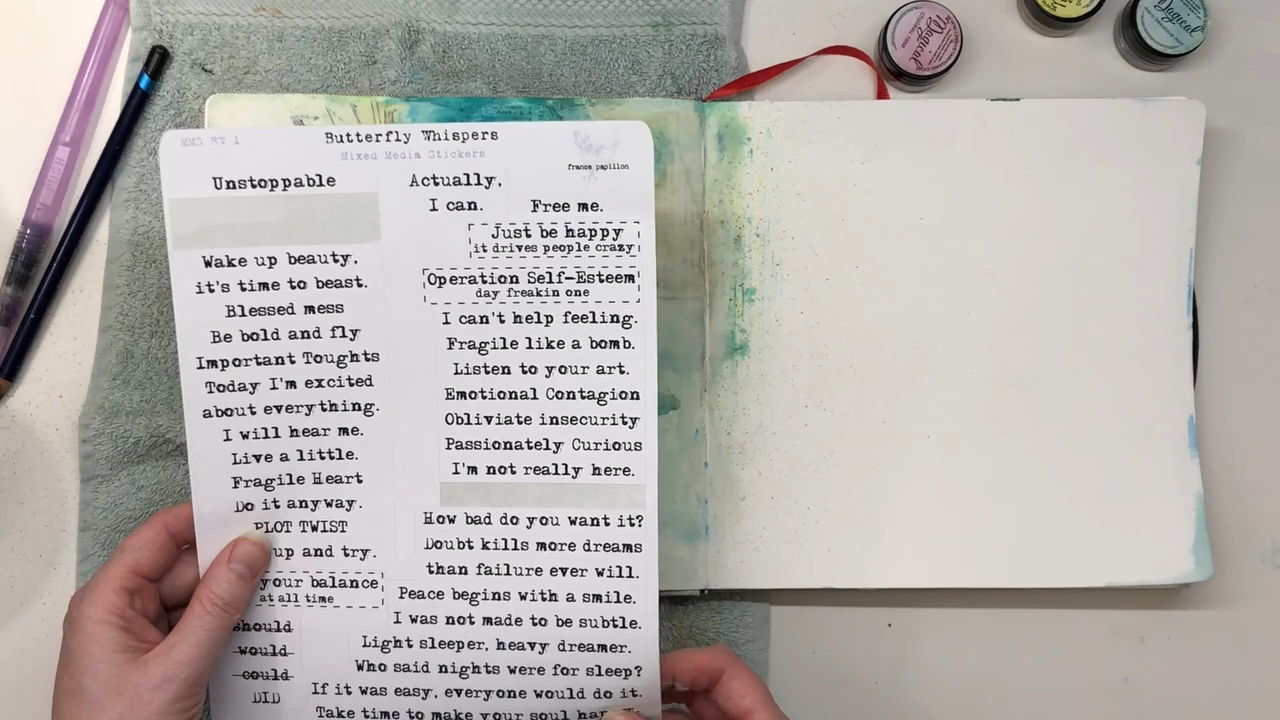 MMS BW 1
Butterfly Whispers
Mixed Media Stickers
france papillon
Unstoppable
Wake up beauty,
it's time to beast.
Blessed mess
Be bold and fly
Important Toughts
Today I'm excited
about everything.
I will hear me.
Live a little.
Fragile Heart
Do it anyway.
PLOT TWIST
up and try.
your balance
at all time
should
would
could
DID
Actually,
I can.
Free me.
Just be happy
it drives people crazy
Operation Self-Esteem
day freakin one
I can't help feeling.
Fragile like a bomb.
Listen to your art.
Emotional Contagion
Obliviate insecurity
Passionately Curious
I'm not really here.
How bad do you want it?
Doubt kills more dreams
than failure ever will.
Peace begins with a smile.
I was not made to be subtle.
Light sleeper, heavy dreamer.
Who said nights were for sleep?
If it was easy, everyone would do it.
Take time to make your soul
Magical
Magical